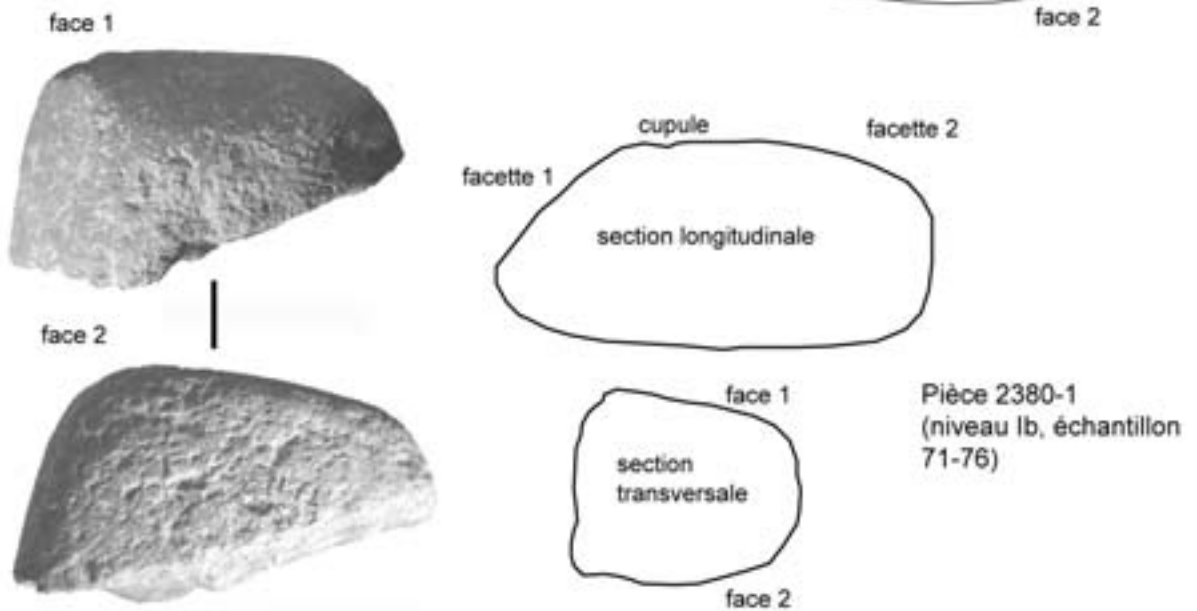 face 1
face 2
cupule
facette 2
facette 1
section longitudinale
face 2
face 1
Pièce 2380-1
(niveau Ib, échantillon
71-76)
section
transversale
face 2